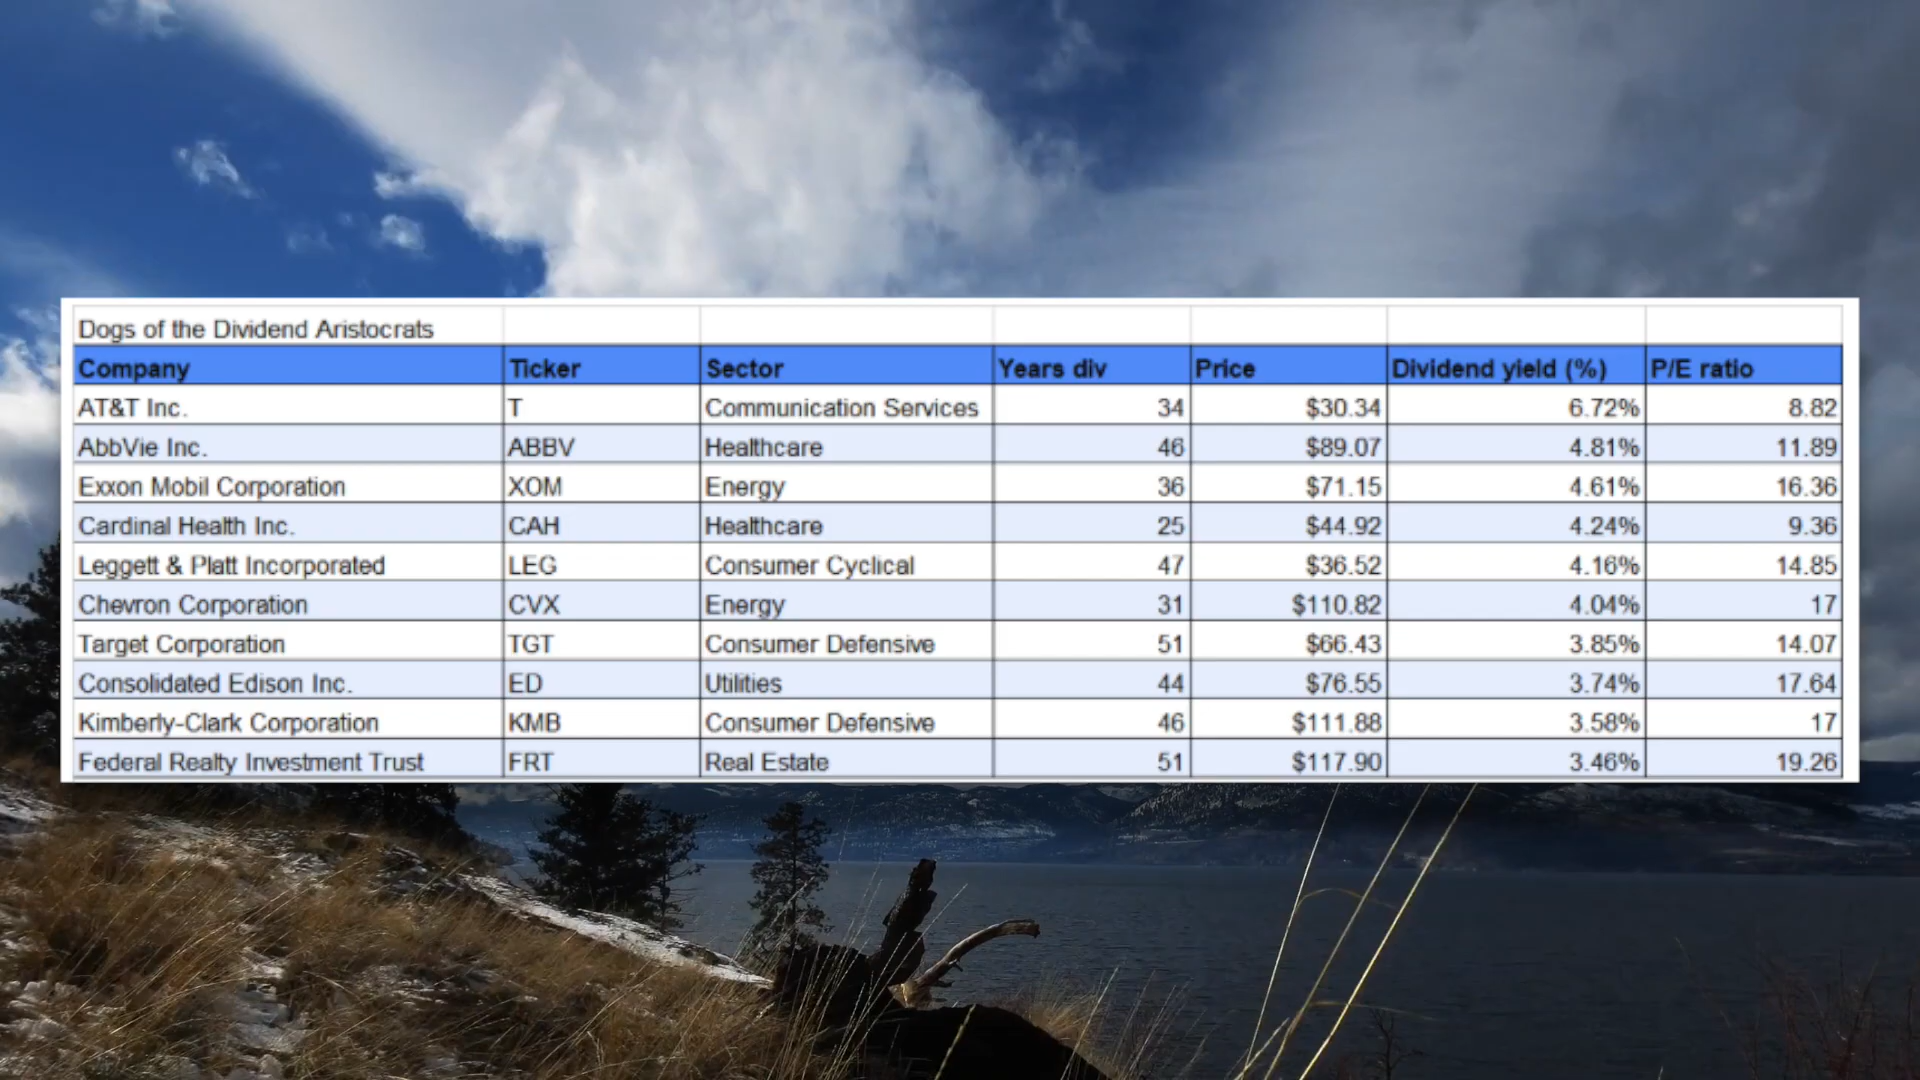 Dogs of the Dividend Aristocrats
Company Ticker Sector Years div Price Dividend yield (%) P/E ratio
AT&T Inc. T Communication Services 34 $30.34 6.72% 8.82
AbbVie Inc. ABBV Healthcare 46 $89.07 4.81% 11.89
Exxon Mobil Corporation XOM Energy 36 $71.15 4.61% 16.36
Cardinal Health Inc. CAH Healthcare 25 $44.92 4.24% 9.36
Leggett & Platt Incorporated LEG Consumer Cyclical 47 $36.52 4.16% 14.85
Chevron Corporation CVX Energy 31 $110.82 4.04% 17
Target Corporation TGT Consumer Defensive 51 $66.43 3.85% 14.07
Consolidated Edison Inc. ED Utilities 44 $76.55 3.74% 17.64
Kimberly-Clark Corporation KMB Consumer Defensive 46 $111.88 3.58% 17
Federal Realty Investment Trust FRT Real Estate 51 $117.90 3.46% 19.26